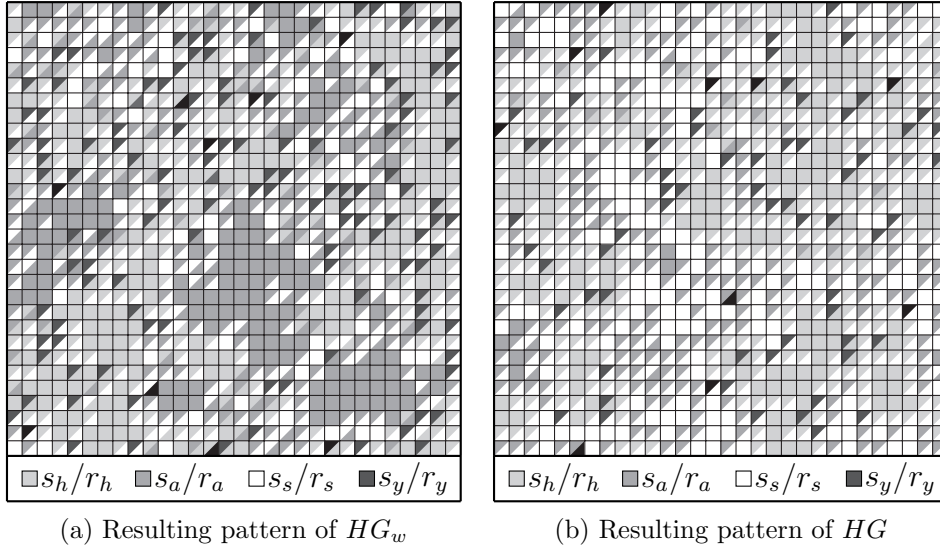 s_h/r_h s_a/r_a s_s/r_s s_y/r_y
s_h/r_h s_a/r_a s_s/r_s s_y/r_y
(a) Resulting pattern of HG_w
(b) Resulting pattern of HG